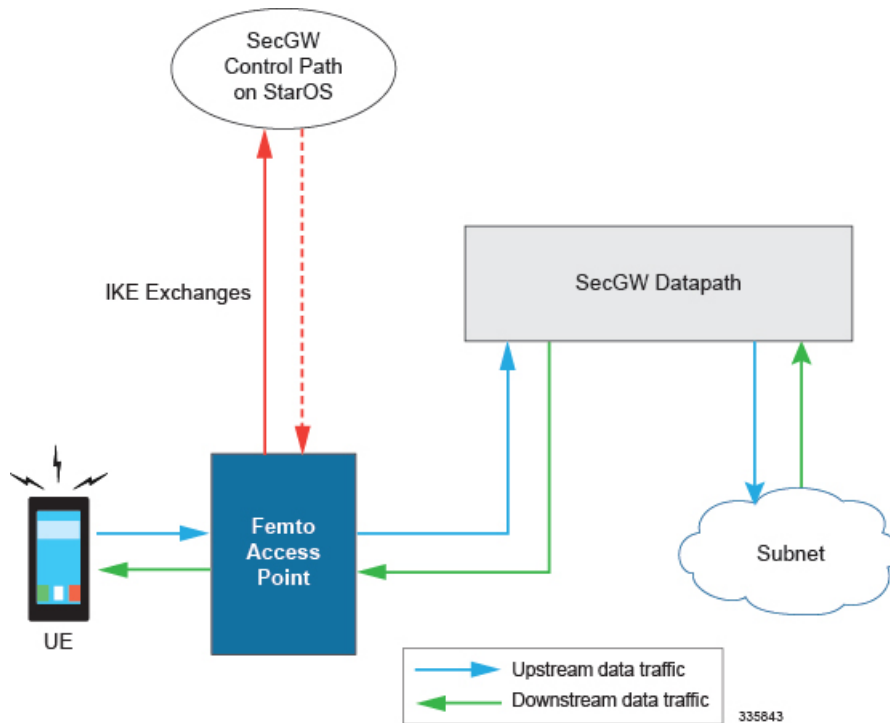 SecGW
Control Path
on StarOS
IKE Exchanges
SecGW Datapath
Femto
Access
Point
Subnet
UE
Upstream data traffic
Downstream data traffic
335843